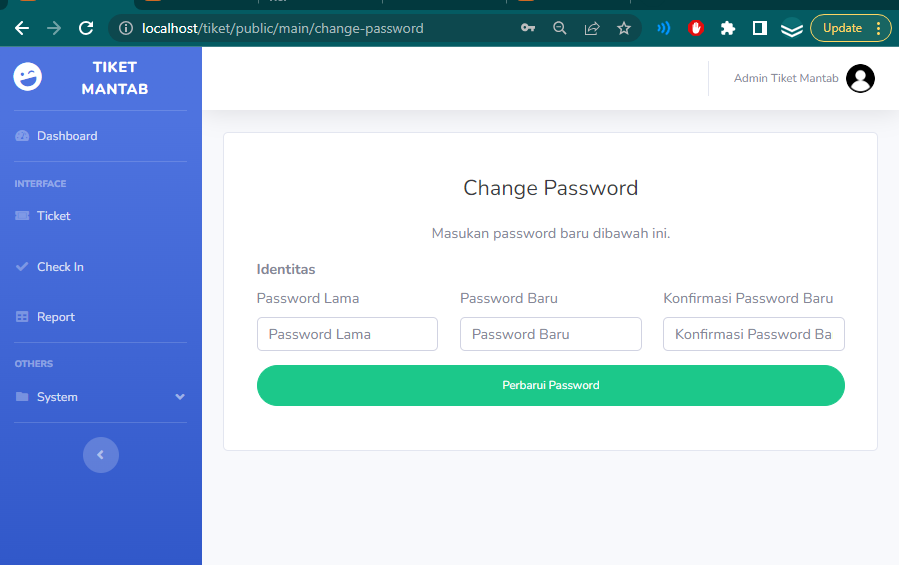 localhost/tiket/public/main/change-password
Update
TIKET
MANTAB
Admin Tiket Mantab
Dashboard
INTERFACE
Ticket
Check In
Report
OTHERS
System
Change Password
Masukan password baru dibawah ini.
Identitas
Password Lama
Password Baru
Konfirmasi Password Baru
Password Lama
Password Baru
Konfirmasi Password Ba
Perbarui Password